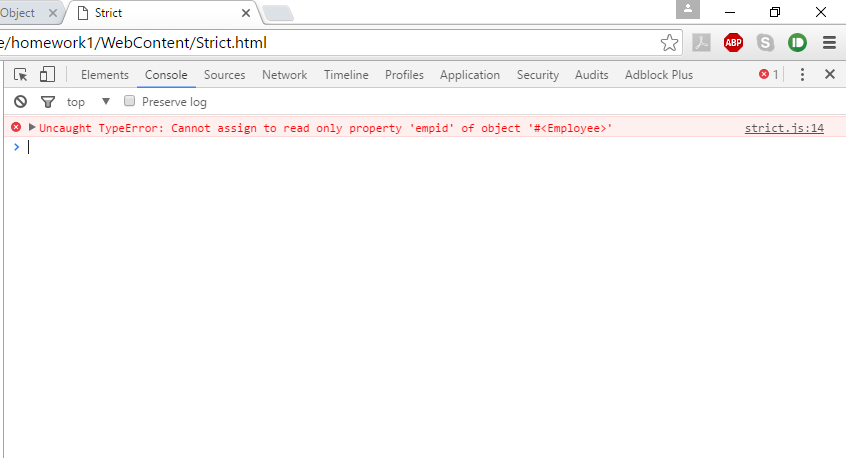 Object Strict
e/homework1/WebContent/Strict.html ABP
Elements Console Sources Network Timeline Profiles Application Security Audits Adblock Plus 1
top Preserve log
Uncaught TypeError: Cannot assign to read only property 'empid' of object '#<Employee>' strict.js:14